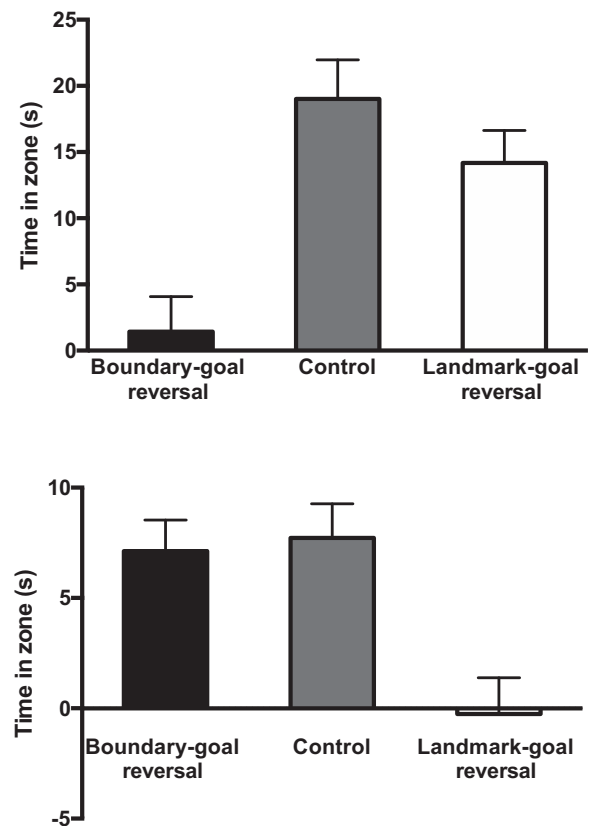 25
20
15
10
5
0
Time in zone (s)
Boundary-goal reversal
Control
Landmark-goal reversal
10
5
0
-5
Time in zone (s)
Boundary-goal reversal
Control
Landmark-goal reversal